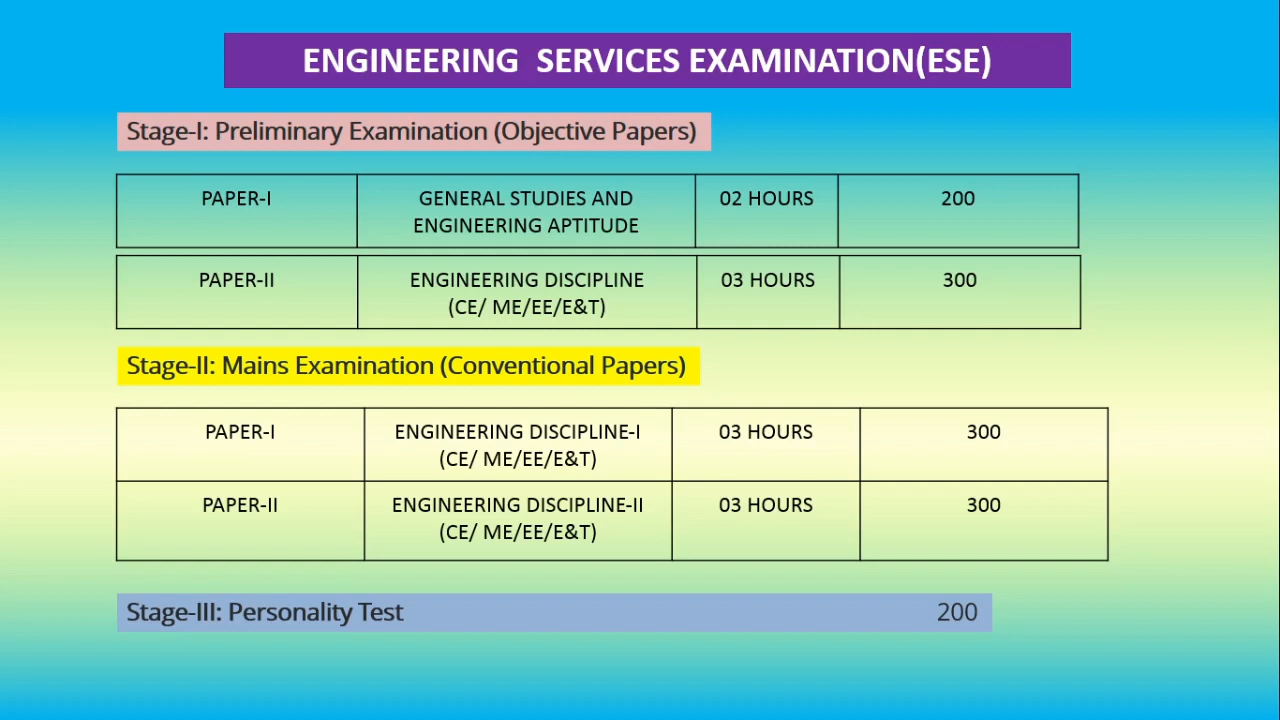 ENGINEERING SERVICES EXAMINATION(ESE)
Stage-I: Preliminary Examination (Objective Papers)
PAPER-I GENERAL STUDIES AND 02 HOURS 200
ENGINEERING APTITUDE
PAPER-II ENGINEERING DISCIPLINE 03 HOURS 300
(CE/ ME/EE/E&T)
Stage-II: Mains Examination (Conventional Papers)
PAPER-I ENGINEERING DISCIPLINE-I 03 HOURS 300
(CE/ ME/EE/E&T)
PAPER-II ENGINEERING DISCIPLINE-II 03 HOURS 300
(CE/ ME/EE/E&T)
Stage-III: Personality Test 200